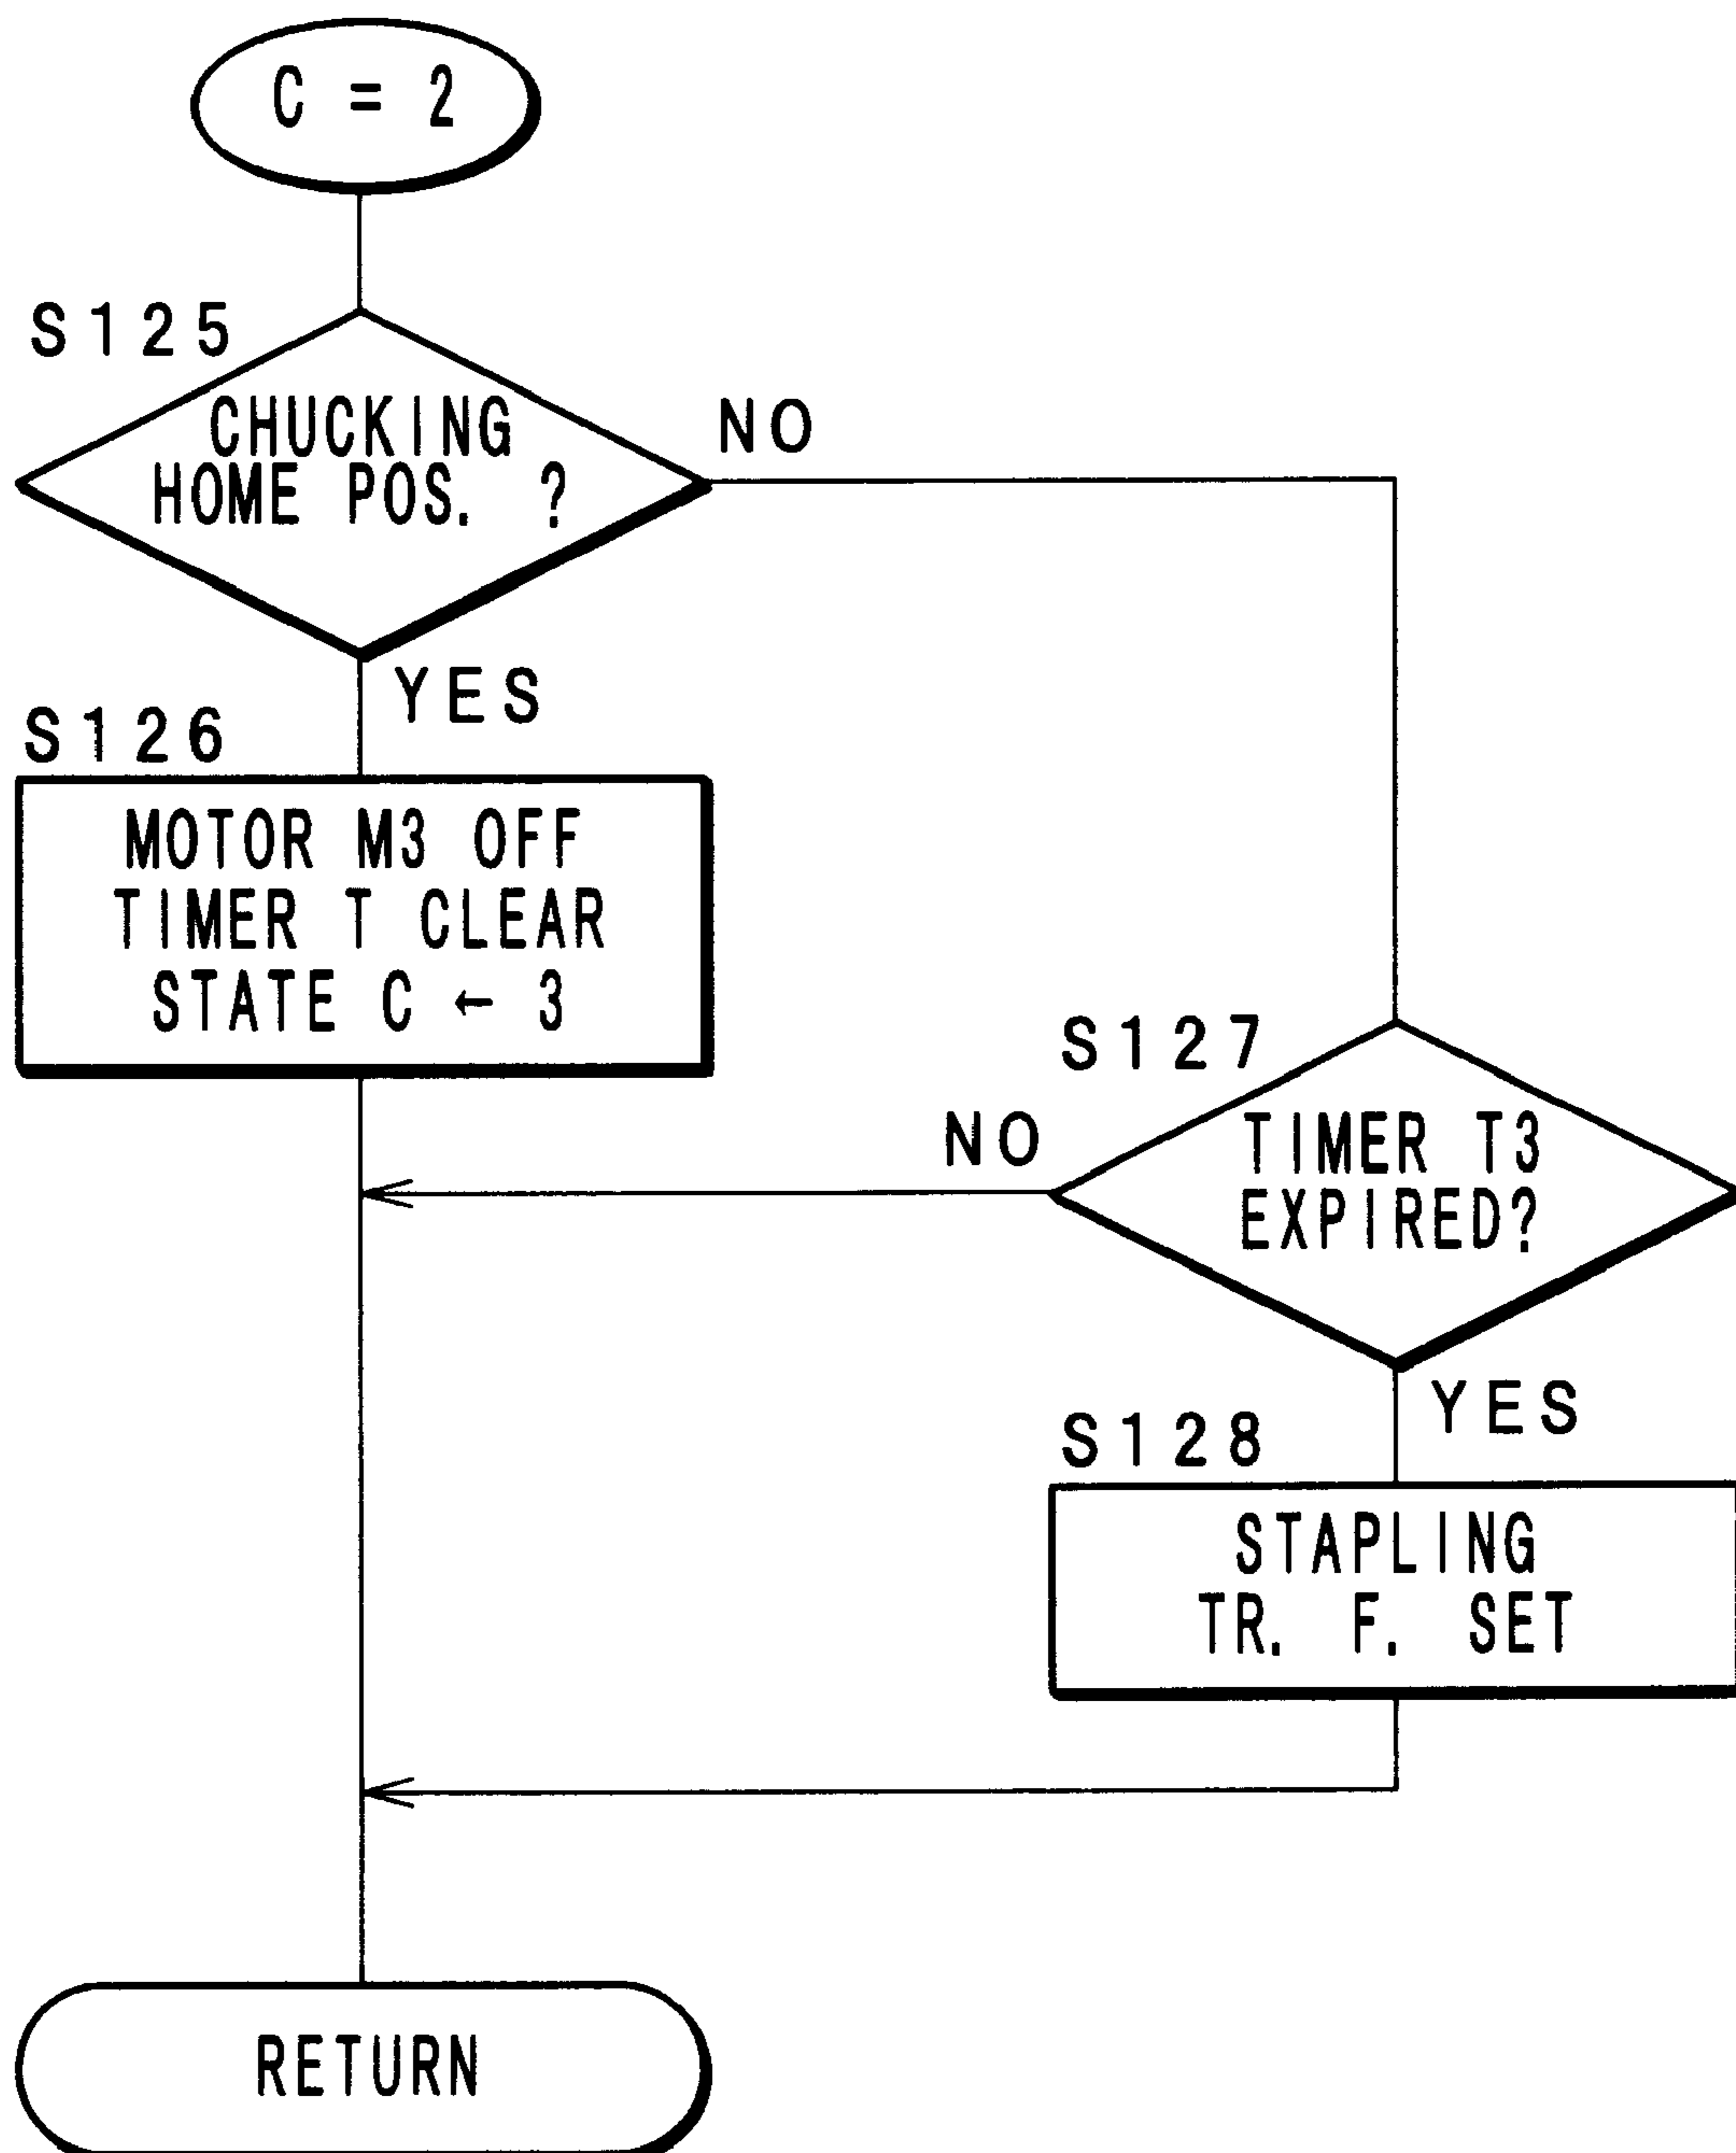 C = 2
S125
CHUCKING
HOME POS. ?
NO
YES
S126
MOTOR M3 OFF
TIMER T CLEAR
STATE C ← 3
S127
NO
TIMER T3
EXPIRED?
YES
S128
STAPLING
TR. F. SET
RETURN